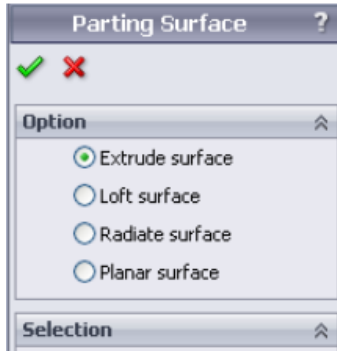 Parting Surface ?
Option
Extrude surface
Loft surface
Radiate surface
Planar surface
Selection